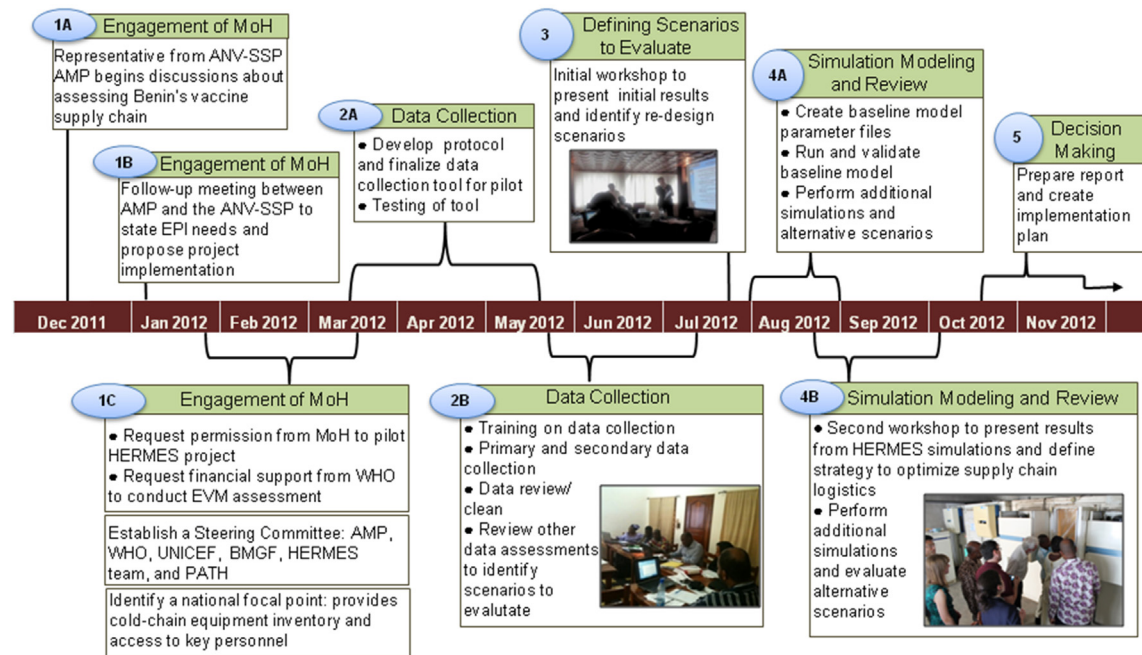 1A
Engagement of MoH
Representative from ANV-SSP
AMP begins discussions about
assessing Benin's vaccine
supply chain
1B
Engagement of MoH
Follow-up meeting between
AMP and the ANV-SSP to
state EPI needs and
propose project
implementation
2A
Data Collection
● Develop protocol
and finalize data
collection tool for pilot
● Testing of tool
3
Defining Scenarios
to Evaluate
Initial workshop to
present initial results
and identify re-design
scenarios
4A
Simulation Modeling
and Review
● Create baseline model
parameter files
● Run and validate
baseline model
● Perform additional
simulations and
alternative scenarios
5
Decision
Making
Prepare report
and create
implementation
plan
Dec 2011 Jan 2012 Feb 2012 Mar 2012 Apr 2012 May 2012 Jun 2012 Jul 2012 Aug 2012 Sep 2012 Oct 2012 Nov 2012
1C
Engagement of MoH
● Request permission from MoH to pilot
HERMES project
● Request financial support from WHO
to conduct EVM assessment
Establish a Steering Committee: AMP,
WHO, UNICEF, BMGF, HERMES
team, and PATH
Identify a national focal point: provides
cold-chain equipment inventory and
access to key personnel
2B
Data Collection
● Training on data collection
● Primary and secondary data
collection
● Data review/
clean
● Review other
data assessments
to identify
scenarios to
evalutate
4B
Simulation Modeling and Review
● Second workshop to present results
from HERMES simulations and define
strategy to optimize supply chain
logistics
● Perform
additional
simulations
and evaluate
alternative
scenarios